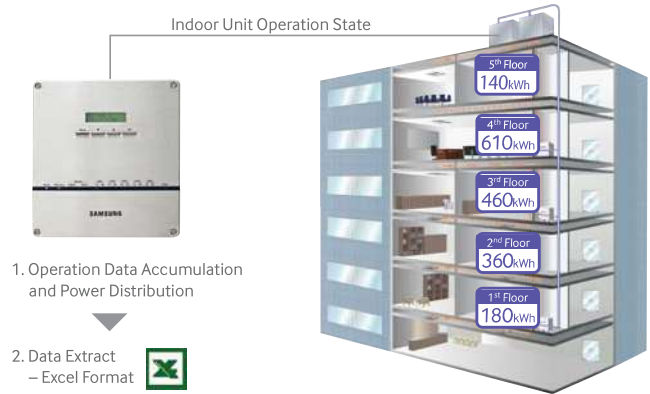 Indoor Unit Operation State
5th Floor
140kWh
4th Floor
610kWh
3rd Floor
460kWh
2nd Floor
360kWh
1st Floor
180kWh
SAMSUNG
1. Operation Data Accumulation
and Power Distribution
2. Data Extract
– Excel Format